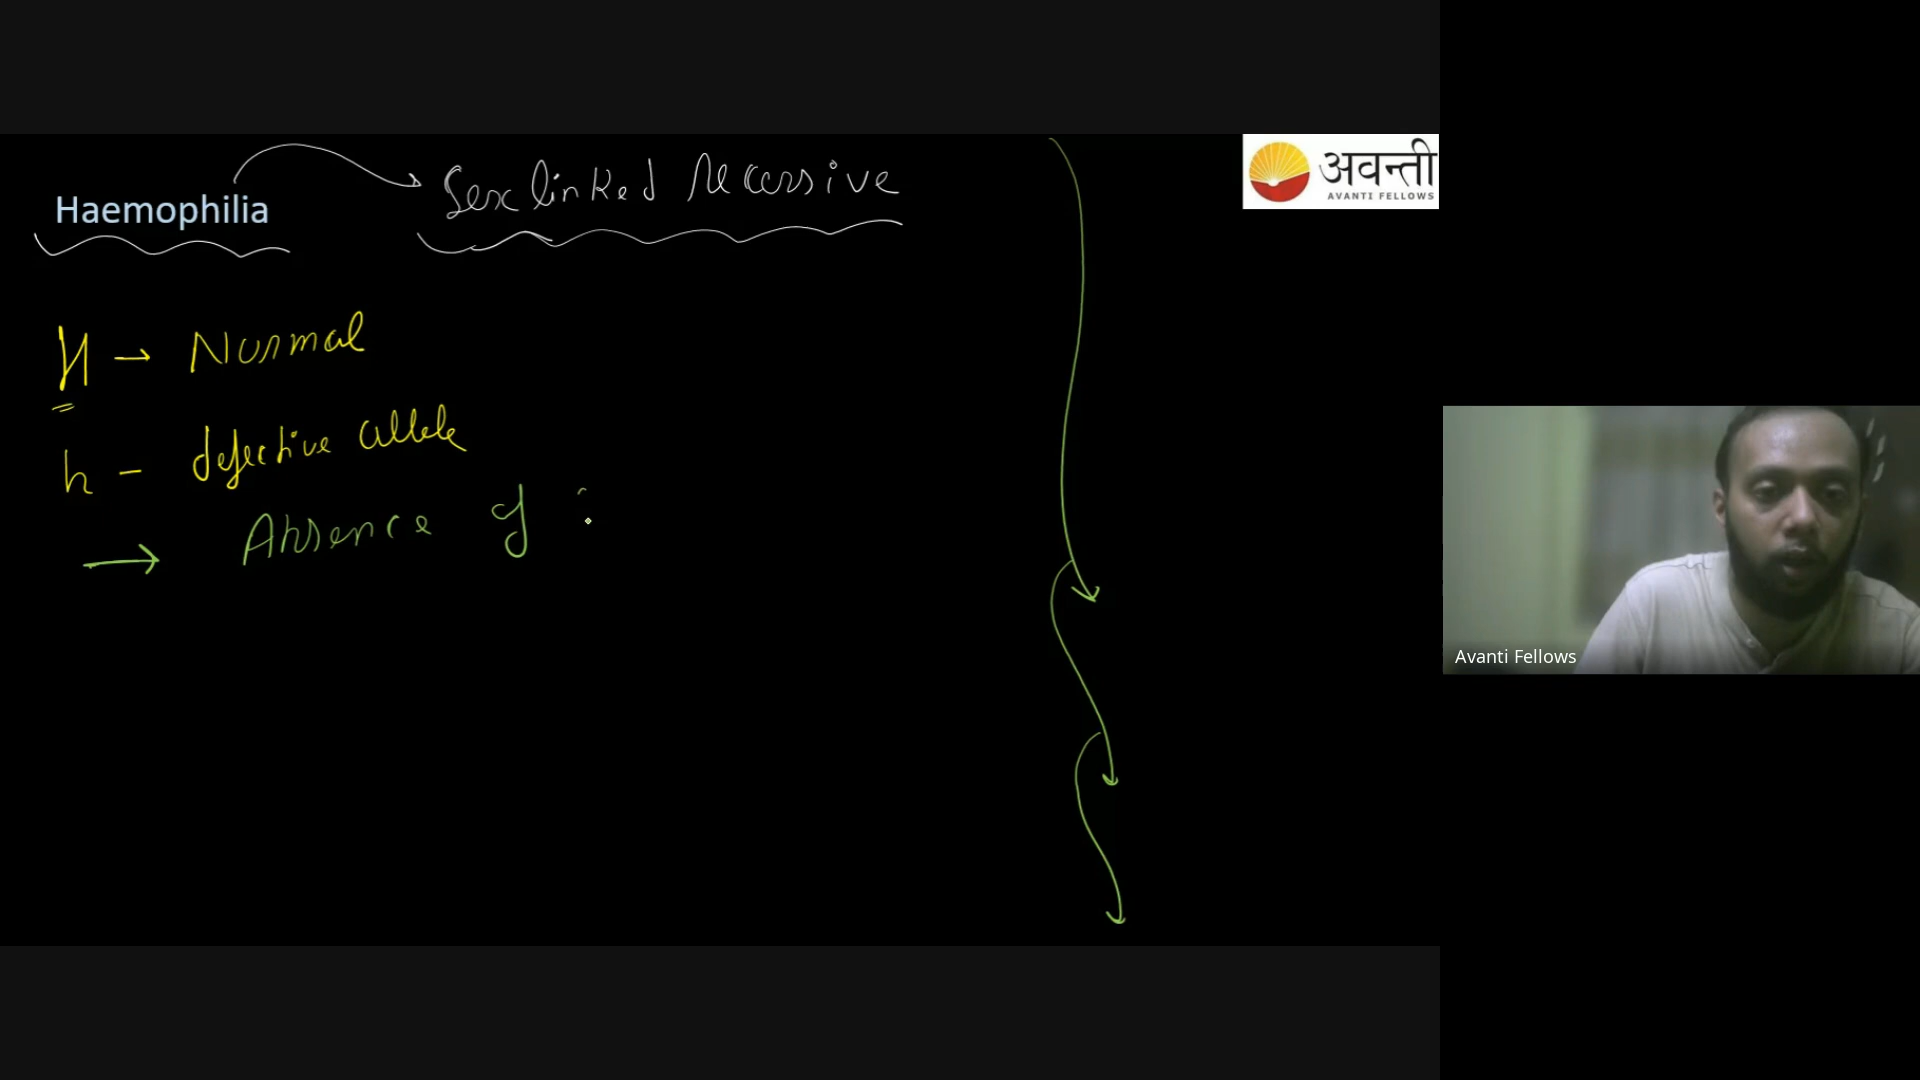 Haemophilia → Sex linked Recessive
H → Normal
h - defective allele
→ Absence of
अवन्ती
AVANTI FELLOWS
Avanti Fellows